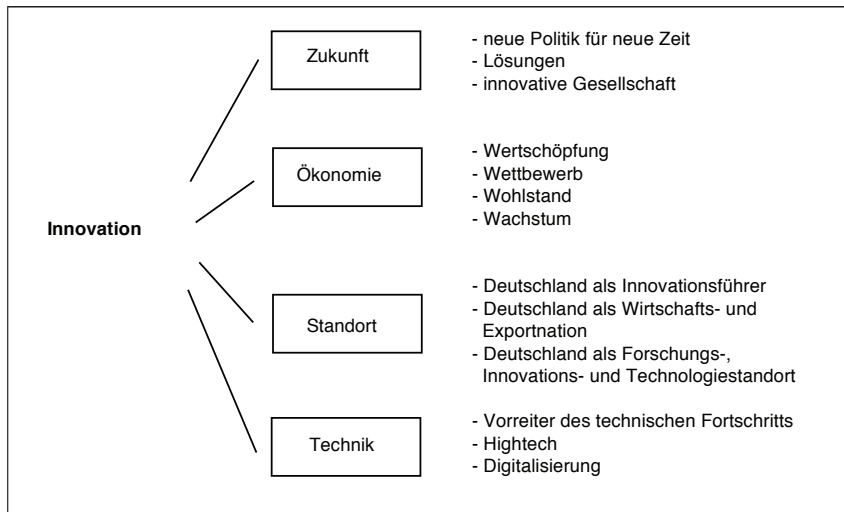 Innovation
Zukunft
- neue Politik für neue Zeit
- Lösungen
- innovative Gesellschaft
Ökonomie
- Wertschöpfung
- Wettbewerb
- Wohlstand
- Wachstum
Standort
- Deutschland als Innovationsführer
- Deutschland als Wirtschafts- und
Exportnation
- Deutschland als Forschungs-,
Innovations- und Technologiestandort
Technik
- Vorreiter des technischen Fortschritts
- Hightech
- Digitalisierung